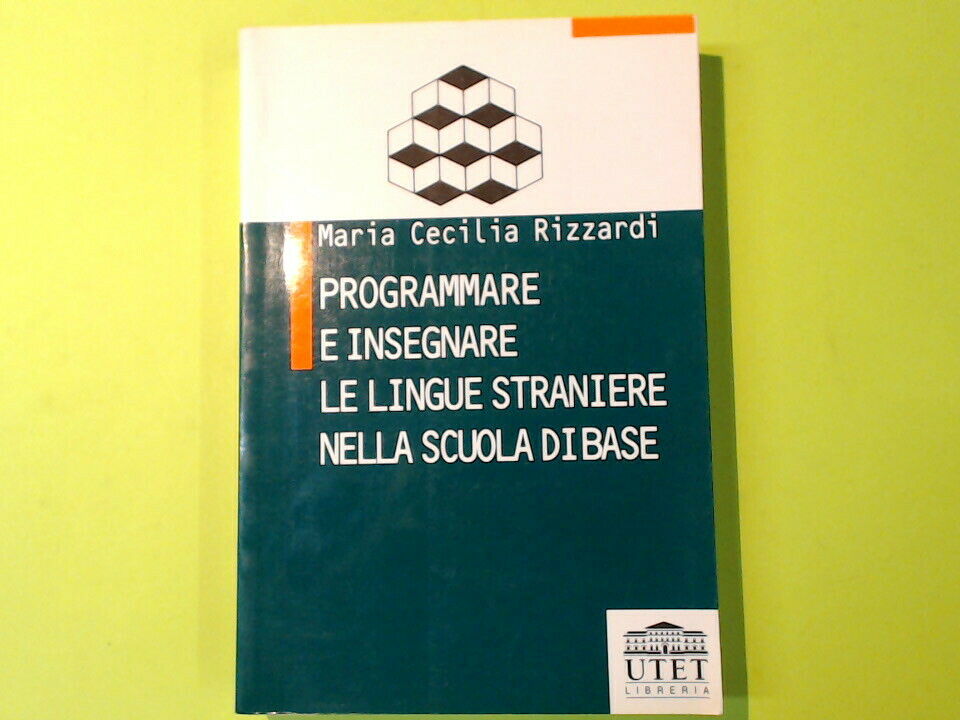 Maria Cecilia Rizzardi
PROGRAMMARE
E INSEGNARE
LE LINGUE STRANIERE
NELLA SCUOLA DI BASE
UTET
LIBRERIA